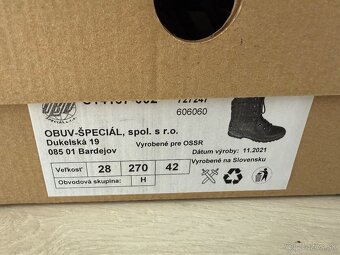 OBUV
606060
OBUV-ŠPECIÁL, spol. s r.o.
Dukelská 19
085 01 Bardejov
Vyrobené pre OSSR
Dátum výroby: 11.2021
Vyrobené na Slovensku
Veľkosť: 28 270 42
Obvodová skupina: H